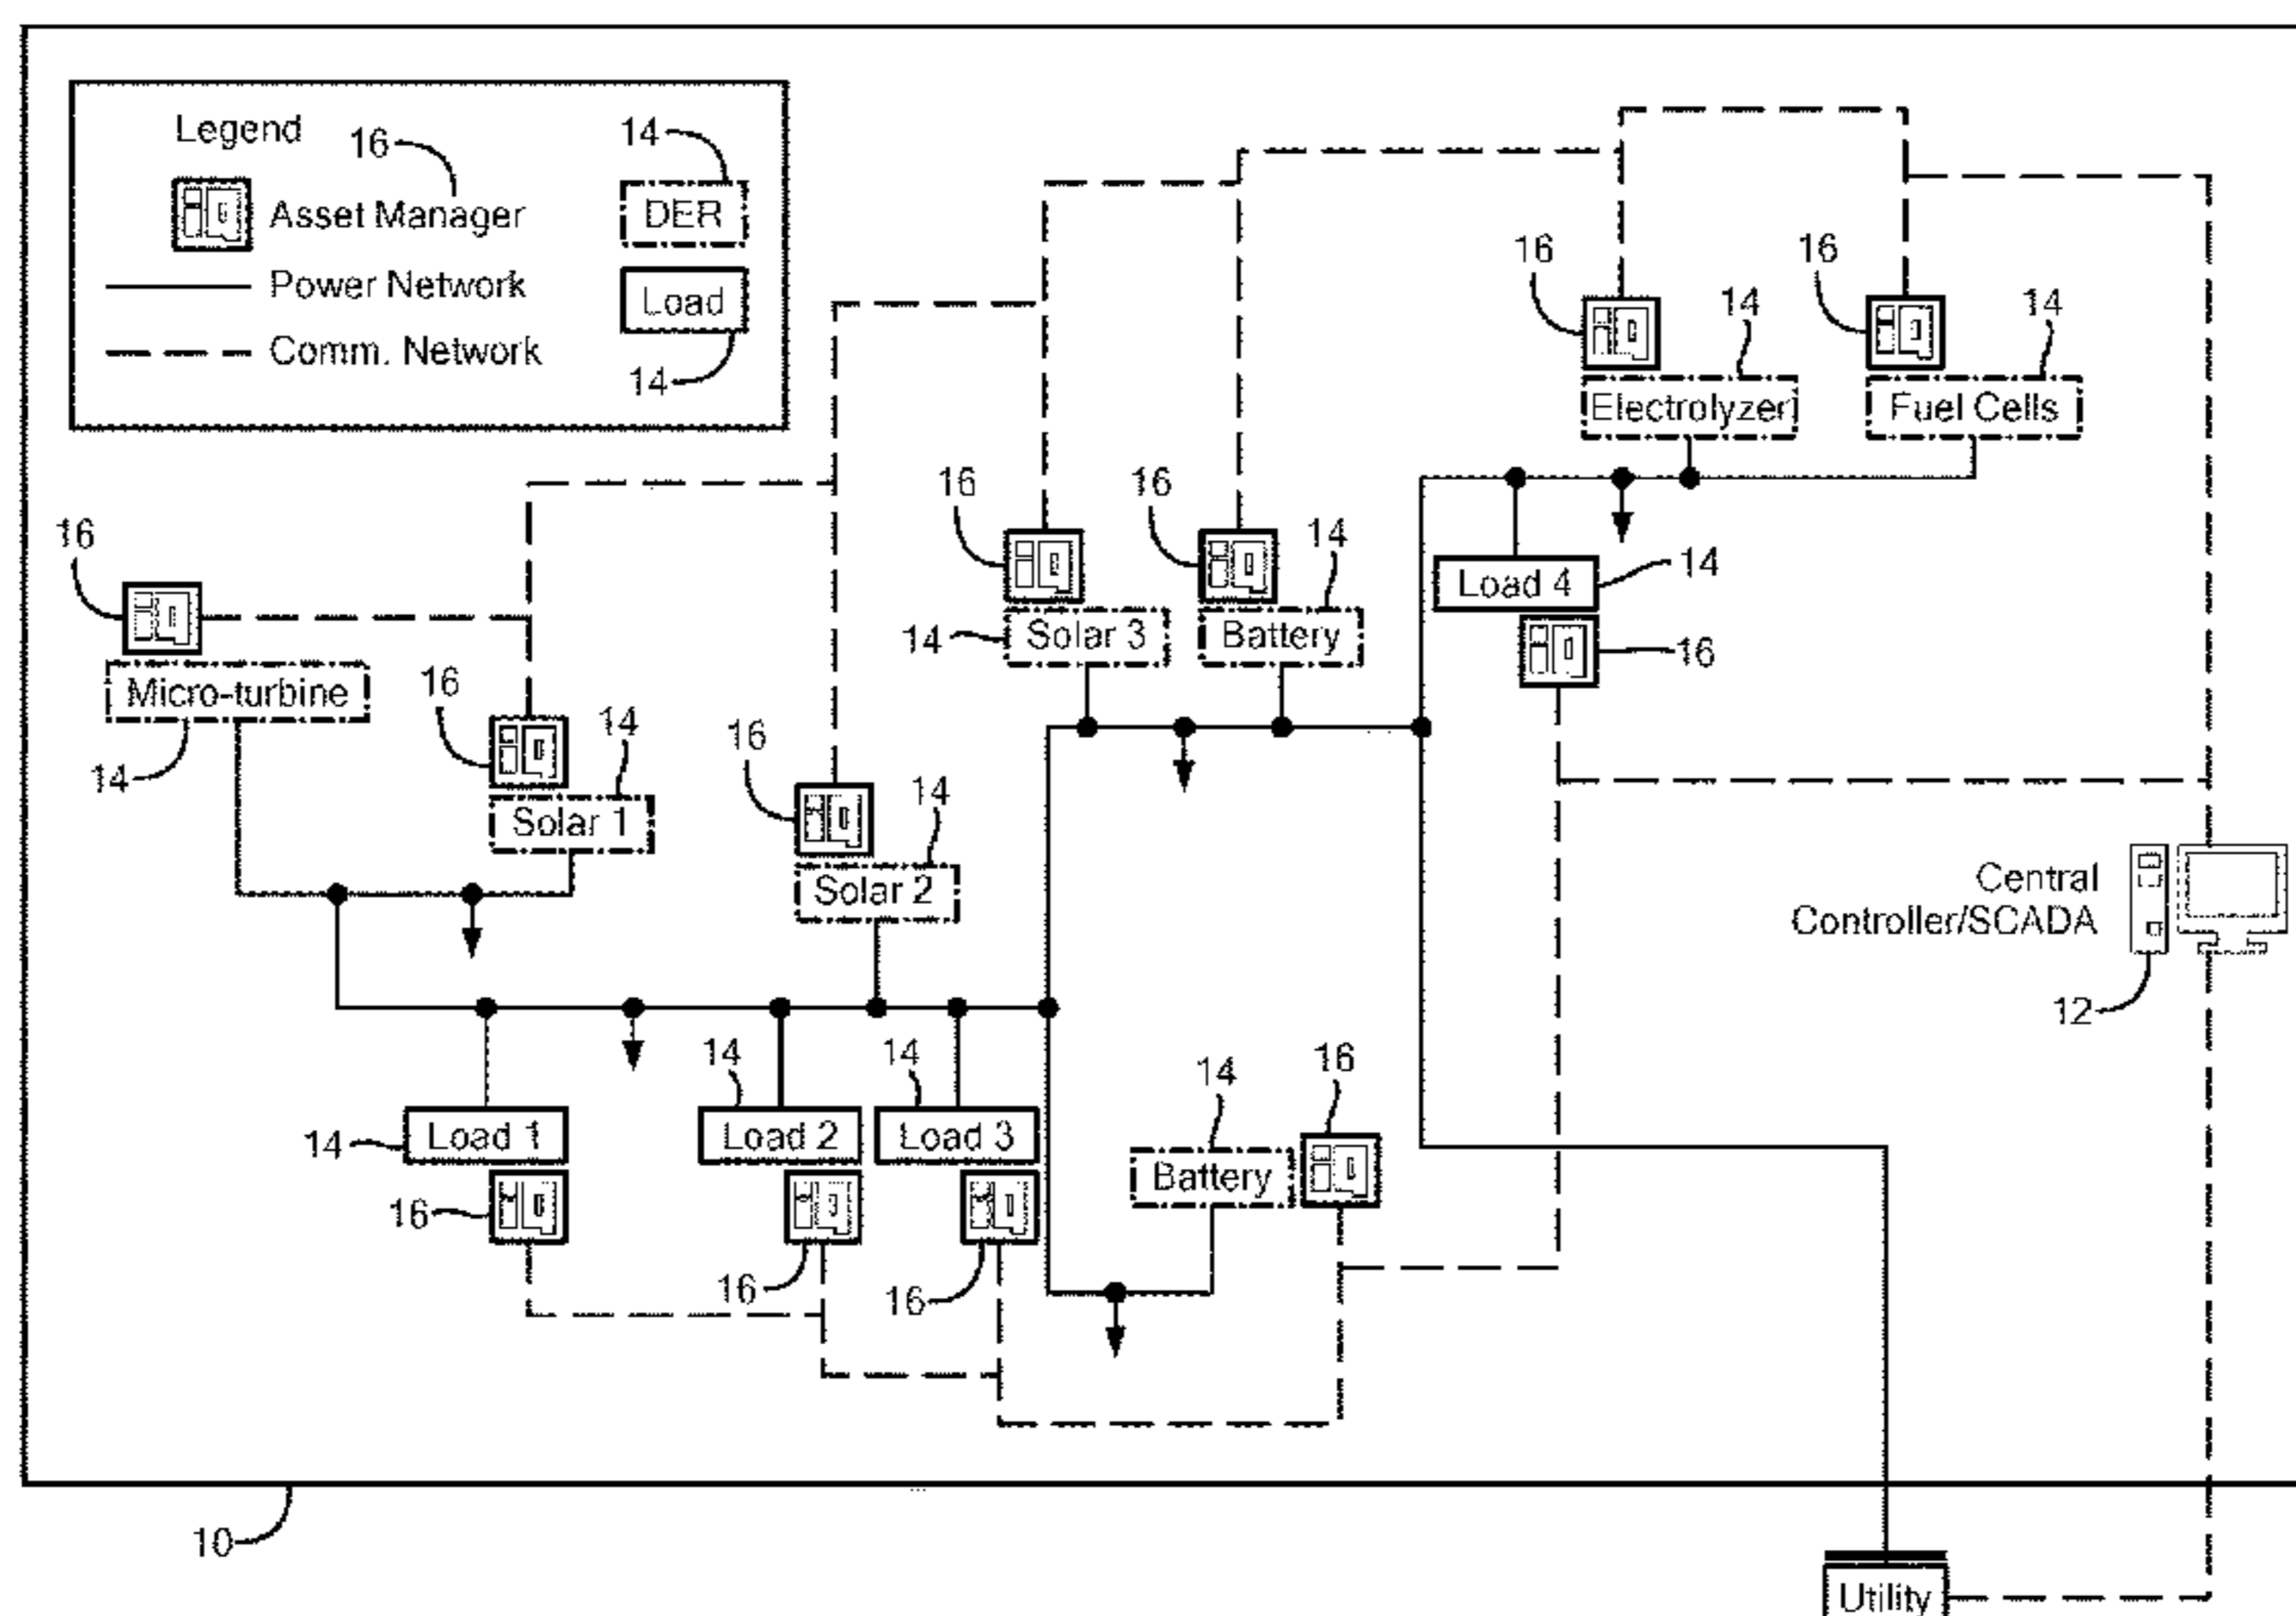 Legend
16
14
Asset Manager
DER
Power Network
Load
Comm. Network
14
16
16
14
14
Electrolyzer
Fuel Cells
16
16
14
16
14
Load 4
14
Solar 3
Battery
16
Micro-turbine
16
14
16
14
14
Solar 1
14
Solar 2
Central
Controller/SCADA
12
14
14
14
16
14
Load 1
Load 2
Load 3
Battery
16
16
16
10
Utility